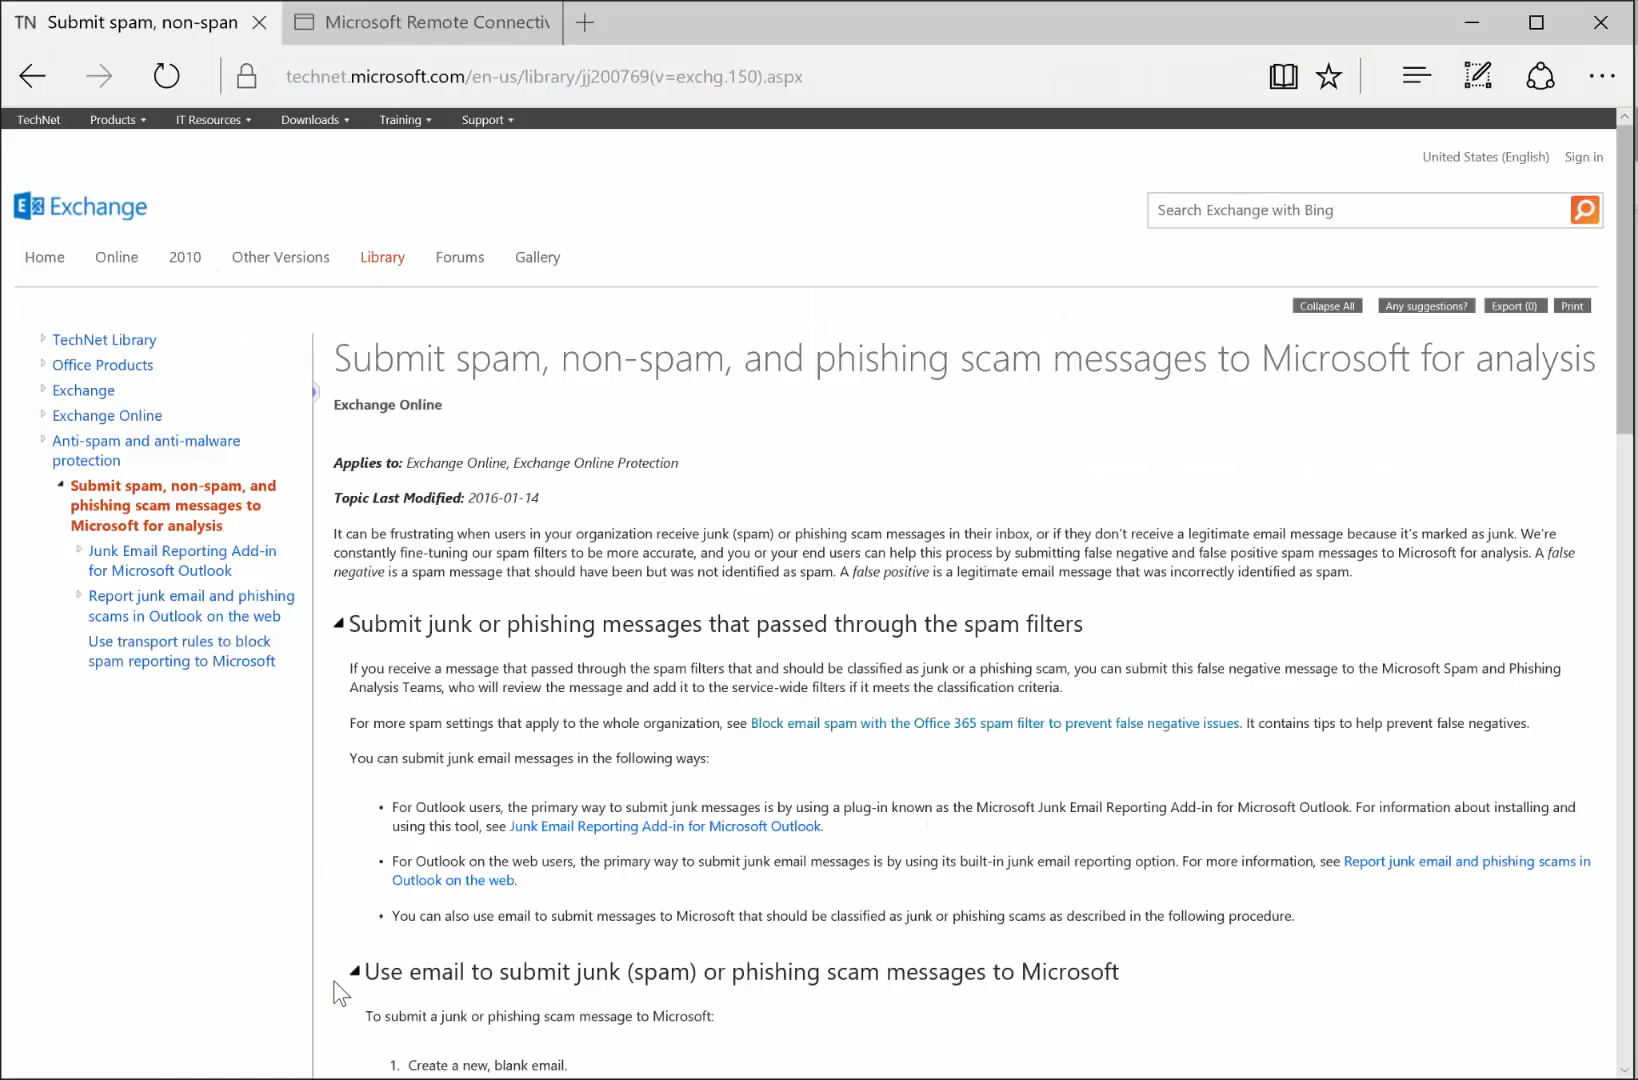 TN Submit spam, non-span
Microsoft Remote Connectiv
technet.microsoft.com/en-us/library/jj200769(v=exchg.150).aspx
TechNet Products IT Resources Downloads Training Support
United States (English) Sign in
Exchange
Search Exchange with Bing
Home Online 2010 Other Versions Library Forums Gallery
Collapse All Any suggestions? Export (0) Print
TechNet Library
Office Products
Exchange
Exchange Online
Anti-spam and anti-malware
protection
Submit spam, non-spam, and
phishing scam messages to
Microsoft for analysis
Junk Email Reporting Add-in
for Microsoft Outlook
Report junk email and phishing
scams in Outlook on the web
Use transport rules to block
spam reporting to Microsoft
Submit spam, non-spam, and phishing scam messages to Microsoft for analysis
Exchange Online
Applies to: Exchange Online, Exchange Online Protection
Topic Last Modified: 2016-01-14
It can be frustrating when users in your organization receive junk (spam) or phishing scam messages in their inbox, or if they don't receive a legitimate email message because it's marked as junk. We're
constantly fine-tuning our spam filters to be more accurate, and you or your end users can help this process by submitting false negative and false positive spam messages to Microsoft for analysis. A false
negative is a spam message that should have been but was not identified as spam. A false positive is a legitimate email message that was incorrectly identified as spam.
Submit junk or phishing messages that passed through the spam filters
If you receive a message that passed through the spam filters that and should be classified as junk or a phishing scam, you can submit this false negative message to the Microsoft Spam and Phishing
Analysis Teams, who will review the message and add it to the service-wide filters if it meets the classification criteria.
For more spam settings that apply to the whole organization, see Block email spam with the Office 365 spam filter to prevent false negative issues. It contains tips to help prevent false negatives.
You can submit junk email messages in the following ways:
• For Outlook users, the primary way to submit junk messages is by using a plug-in known as the Microsoft Junk Email Reporting Add-in for Microsoft Outlook. For information about installing and
using this tool, see Junk Email Reporting Add-in for Microsoft Outlook.
• For Outlook on the web users, the primary way to submit junk email messages is by using its built-in junk email reporting option. For more information, see Report junk email and phishing scams in
Outlook on the web.
• You can also use email to submit messages to Microsoft that should be classified as junk or phishing scams as described in the following procedure.
Use email to submit junk (spam) or phishing scam messages to Microsoft
To submit a junk or phishing scam message to Microsoft:
1. Create a new, blank email.